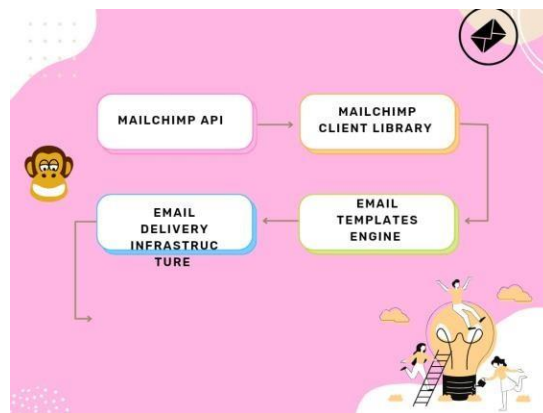 MAILCHIMP API
MAILCHIMP
CLIENT LIBRARY
EMAIL
DELIVERY
INFRASTRUC
TURE
EMAIL
TEMPLATES
ENGINE